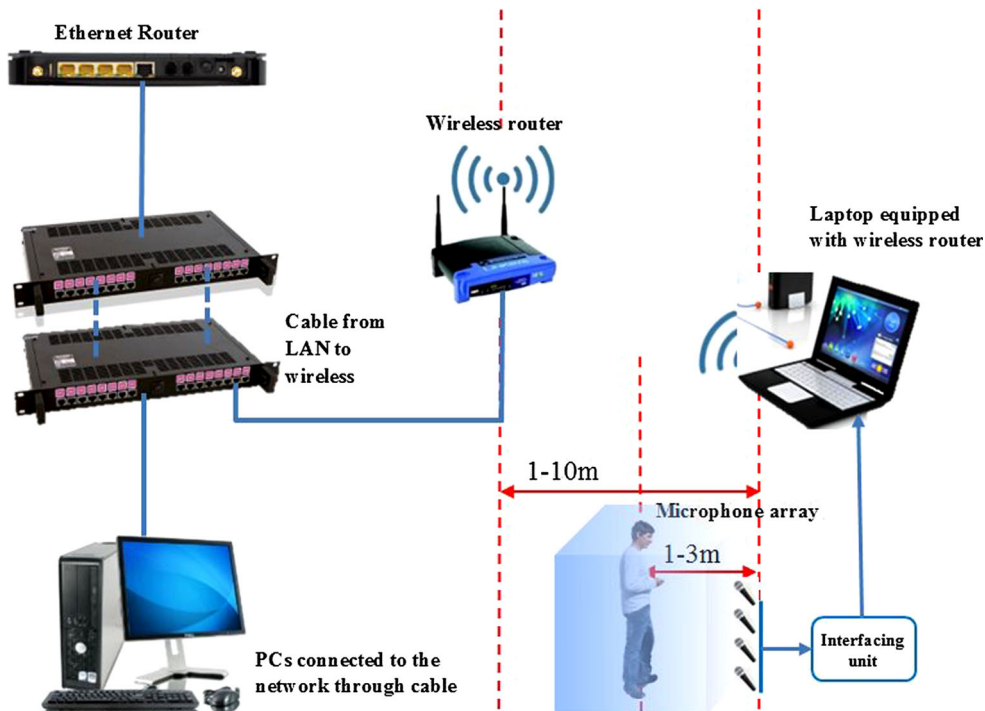 Ethernet Router
Wireless router
Laptop equipped
with wireless router
Cable from
LAN to
wireless
1-10m
Microphone array
1-3m
Interfacing
unit
PCs connected to the
network through cable